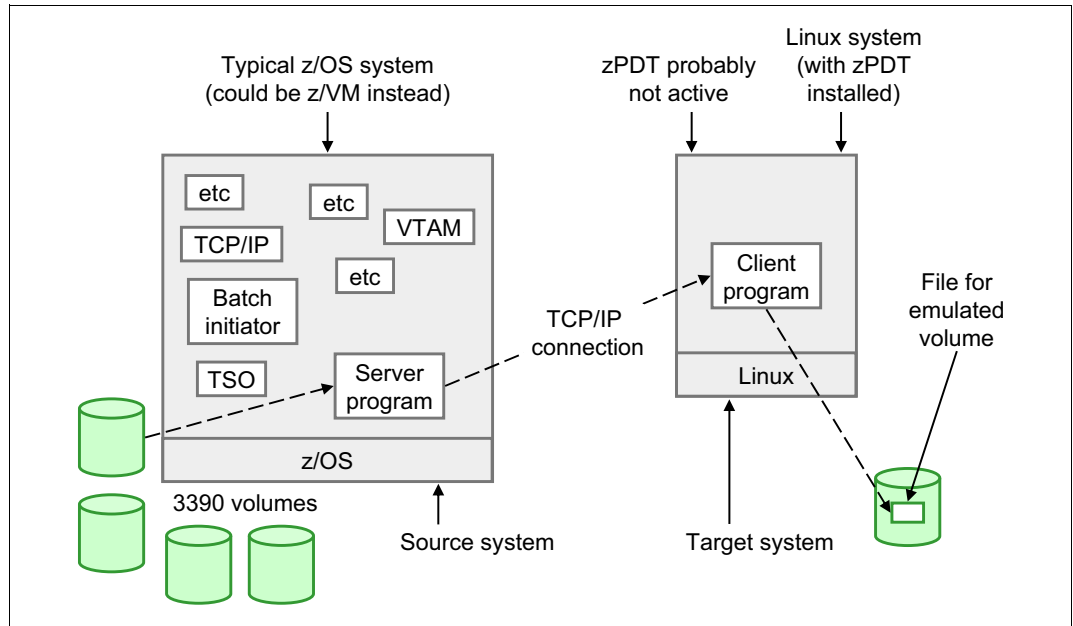 Typical z/OS system
(could be z/VM instead)
zPDT probably
not active
Linux system
(with zPDT
installed)
etc
etc
VTAM
TCP/IP
etc
Batch
initiator
TSO
Server
program
z/OS
3390 volumes
Source system
TCP/IP
connection
Client
program
Linux
Target system
File for
emulated
volume